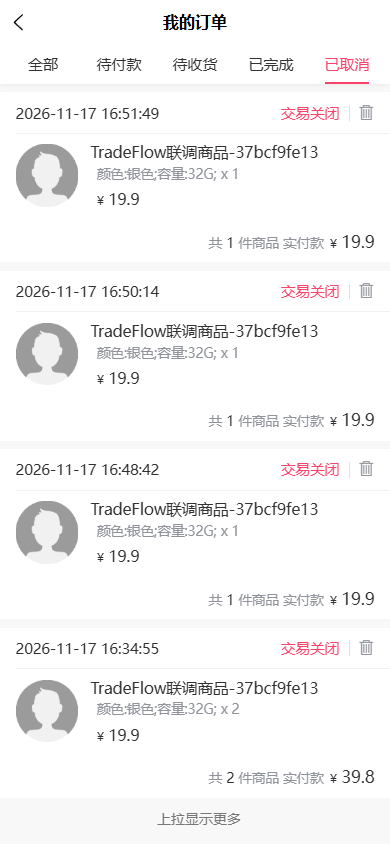 我的订单
全部 待付款 待收货 已完成 已取消
2026-11-17 16:51:49 交易关闭
TradeFlow联调商品-37bcf9fe13
颜色:银色;容量:32G; x 1
¥ 19.9
共 1 件商品 实付款 ¥ 19.9
2026-11-17 16:50:14 交易关闭
TradeFlow联调商品-37bcf9fe13
颜色:银色;容量:32G; x 1
¥ 19.9
共 1 件商品 实付款 ¥ 19.9
2026-11-17 16:48:42 交易关闭
TradeFlow联调商品-37bcf9fe13
颜色:银色;容量:32G; x 1
¥ 19.9
共 1 件商品 实付款 ¥ 19.9
2026-11-17 16:34:55 交易关闭
TradeFlow联调商品-37bcf9fe13
颜色:银色;容量:32G; x 2
¥ 19.9
共 2 件商品 实付款 ¥ 39.8
上拉显示更多